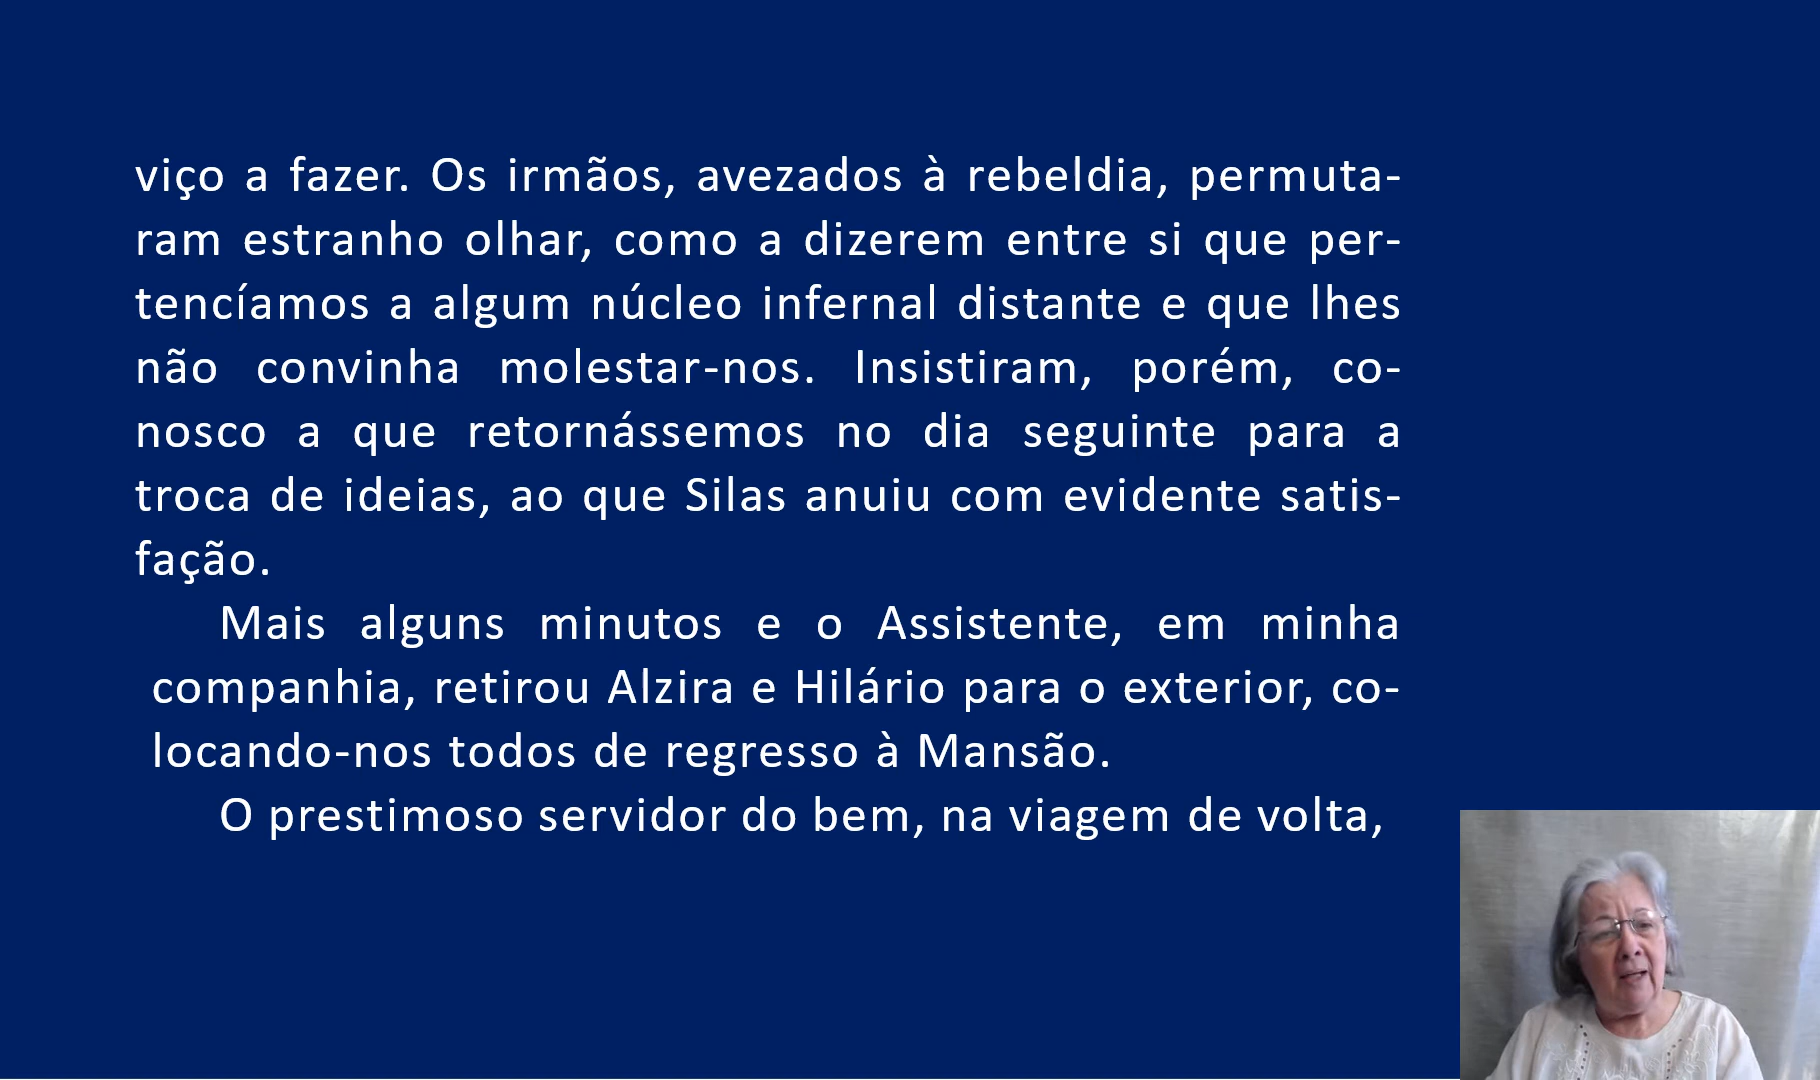 viço a fazer. Os irmãos, avezados à rebeldia, permuta-
ram estranho olhar, como a dizerem entre si que per-
tencíamos a algum núcleo infernal distante e que lhes
não convinha molestar-nos. Insistiram, porém, co-
nosco a que retornássemos no dia seguinte para a
troca de ideias, ao que Silas anuiu com evidente satis-
fação.
Mais alguns minutos e o Assistente, em minha
companhia, retirou Alzira e Hilário para o exterior, co-
locando-nos todos de regresso à Mansão.
O prestimoso servidor do bem, na viagem de volta,